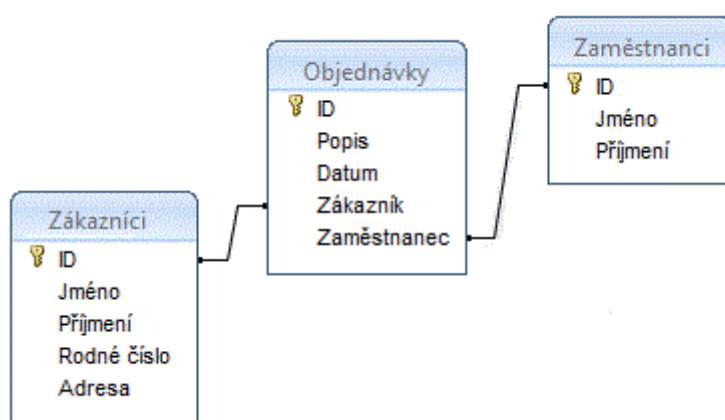 Zákazníci
ID
Jméno
Příjmení
Rodné číslo
Adresa
Objednávky
ID
Popis
Datum
Zákazník
Zaměstnanec
Zaměstnanci
ID
Jméno
Příjmení